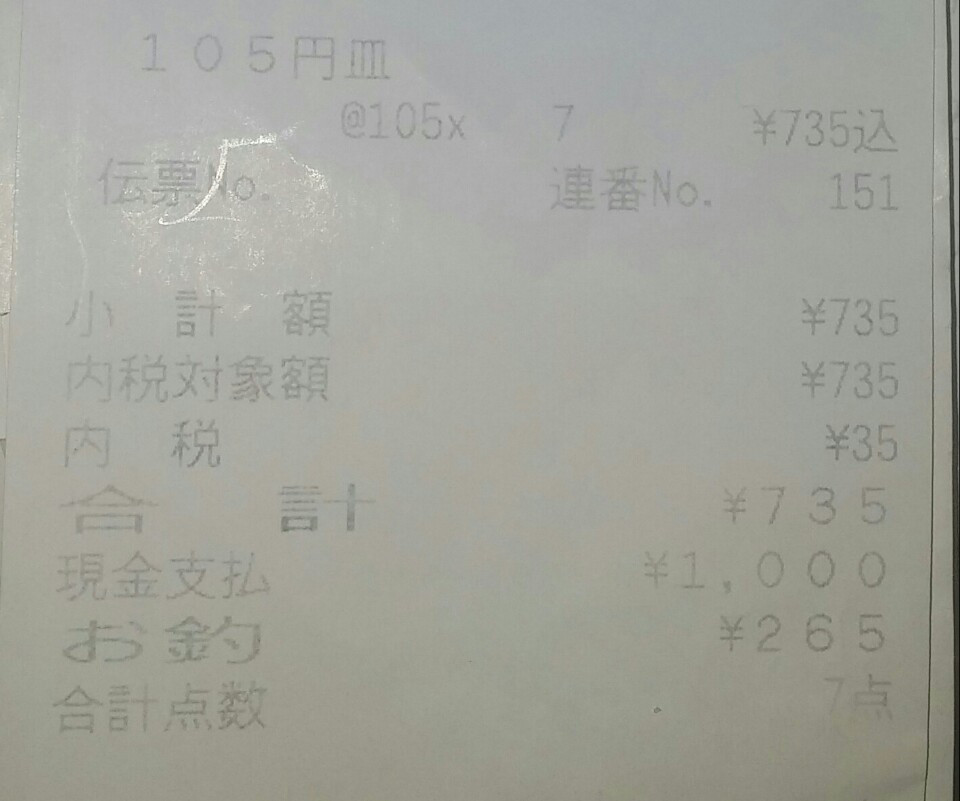 １０５円皿
@105x 7 ¥735込
伝票No. 連番No. 151
小 計 額 ¥735
内税対象額 ¥735
内 税 ¥35
合 計 ¥７３５
現金支払 ¥１,０００
お釣 ¥２６５
合計点数 7点